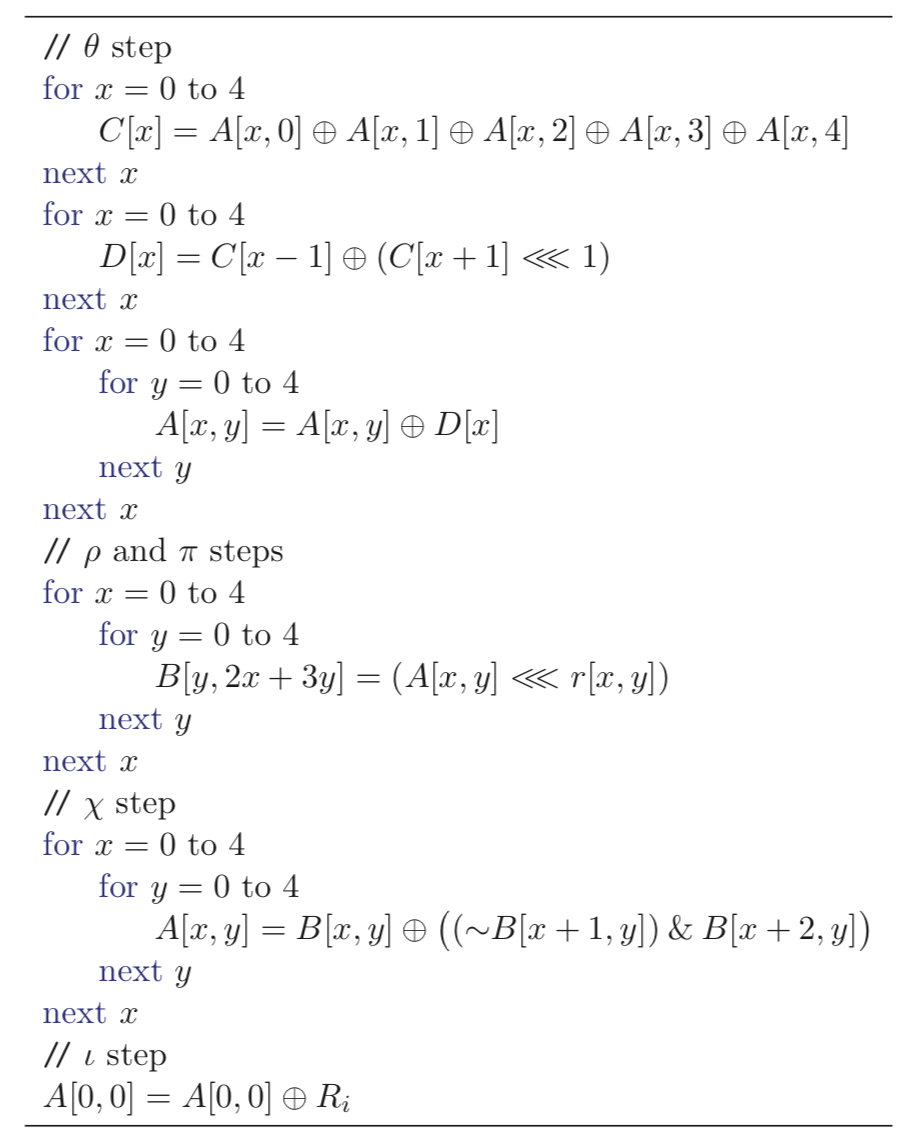 // θ step
for x = 0 to 4
C[x] = A[x, 0] ⊕ A[x, 1] ⊕ A[x, 2] ⊕ A[x, 3] ⊕ A[x, 4]
next x
for x = 0 to 4
D[x] = C[x − 1] ⊕ (C[x + 1] ⋘ 1)
next x
for x = 0 to 4
for y = 0 to 4
A[x, y] = A[x, y] ⊕ D[x]
next y
next x
// ρ and π steps
for x = 0 to 4
for y = 0 to 4
B[y, 2x + 3y] = (A[x, y] ⋘ r[x, y])
next y
next x
// χ step
for x = 0 to 4
for y = 0 to 4
A[x, y] = B[x, y] ⊕ ((∼B[x + 1, y]) & B[x + 2, y])
next y
next x
// ι step
A[0, 0] = A[0, 0] ⊕ Rᵢ